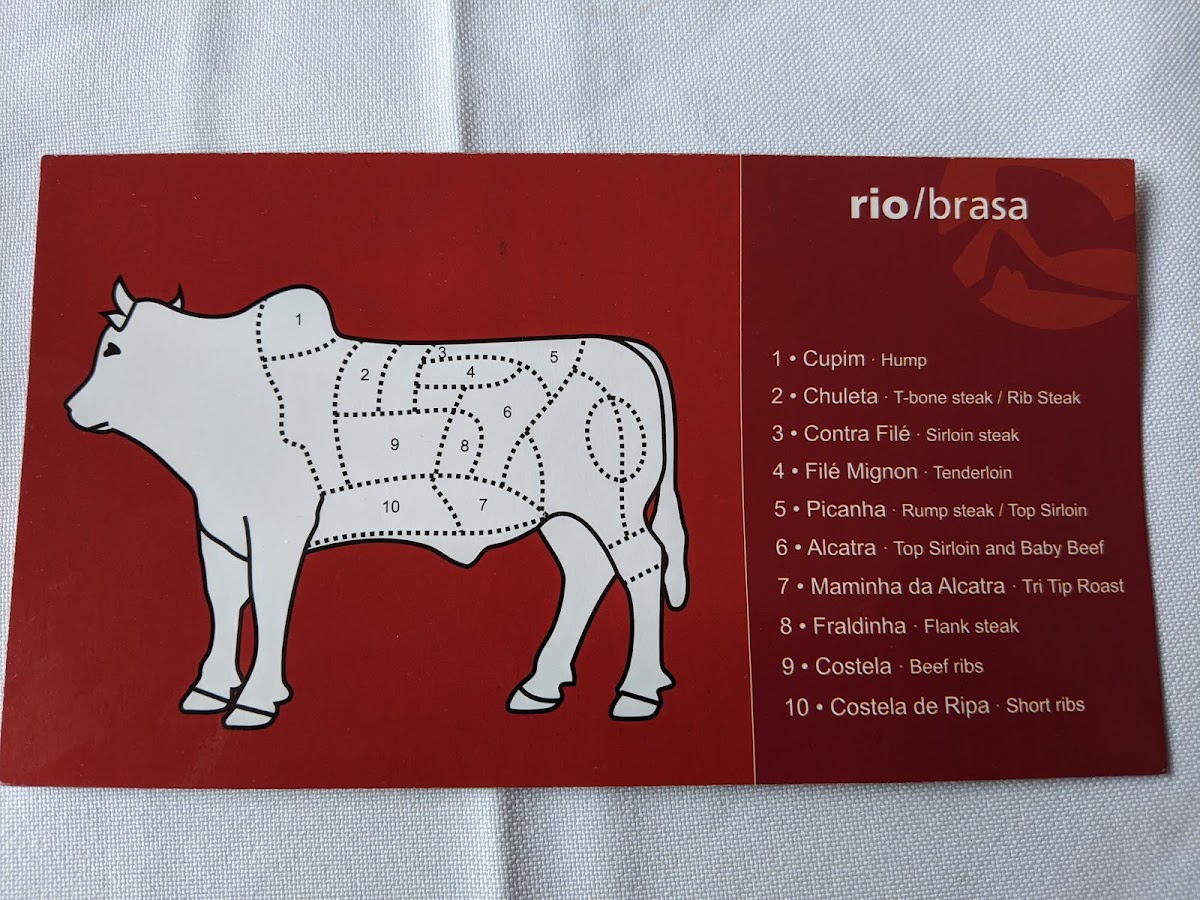 rio/brasa
1
2
3
4
5
6
9
8
10
7
1 • Cupim · Hump
2 • Chuleta · T-bone steak / Rib Steak
3 • Contra Filé · Sirloin steak
4 • Filé Mignon · Tenderloin
5 • Picanha · Rump steak / Top Sirloin
6 • Alcatra · Top Sirloin and Baby Beef
7 • Maminha da Alcatra · Tri Tip Roast
8 • Fraldinha · Flank steak
9 • Costela · Beef ribs
10 • Costela de Ripa · Short ribs